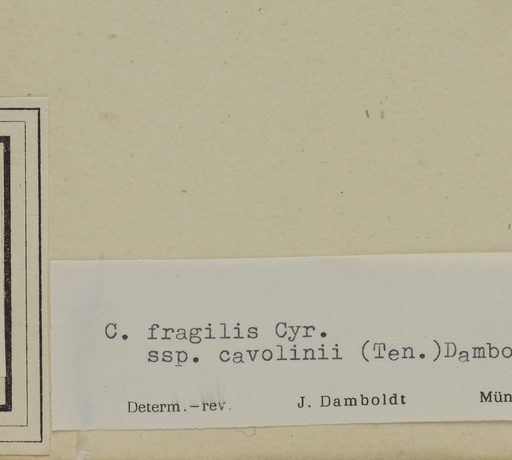 C. fragilis Cyr.
ssp. cavolinii (Ten.)Dambo
Determ.—rev. J. Damboldt Mün